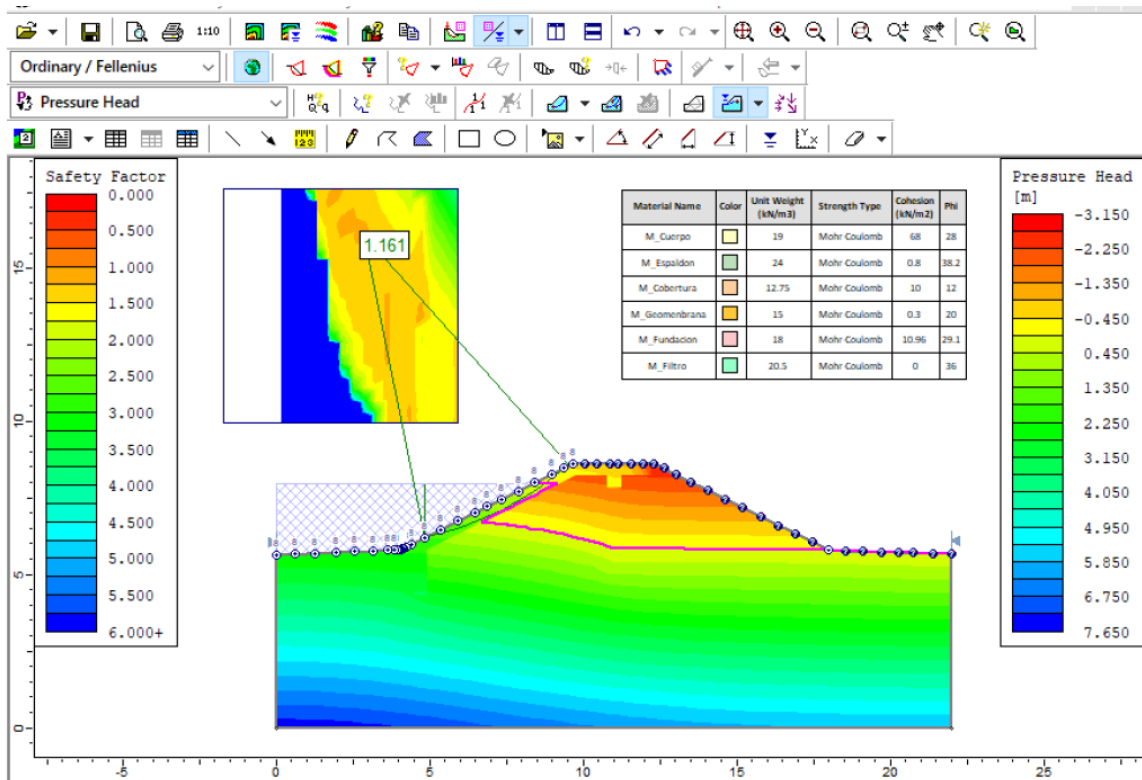 1:10
Ordinary / Fellenius
Pressure Head
Safety Factor
0.000
0.500
1.000
1.500
2.000
2.500
3.000
3.500
4.000
4.500
5.000
5.500
6.000+
1.161
Material Name Color Unit Weight (kN/m3) Strength Type Cohesion (kN/m2) Phi
M_Cuerpo 19 Mohr Coulomb 68 28
M_Espaldon 24 Mohr Coulomb 0.8 38.2
M_Cobertura 12.75 Mohr Coulomb 10 12
M_Geomenbrana 15 Mohr Coulomb 0.3 20
M_Fundacion 18 Mohr Coulomb 10.96 29.1
M_Filtro 20.5 Mohr Coulomb 0 36
Pressure Head
[m]
-3.150
-2.250
-1.350
-0.450
0.450
1.350
2.250
3.150
4.050
4.950
5.850
6.750
7.650
15
10
5
0
-5 0 5 10 15 20 25